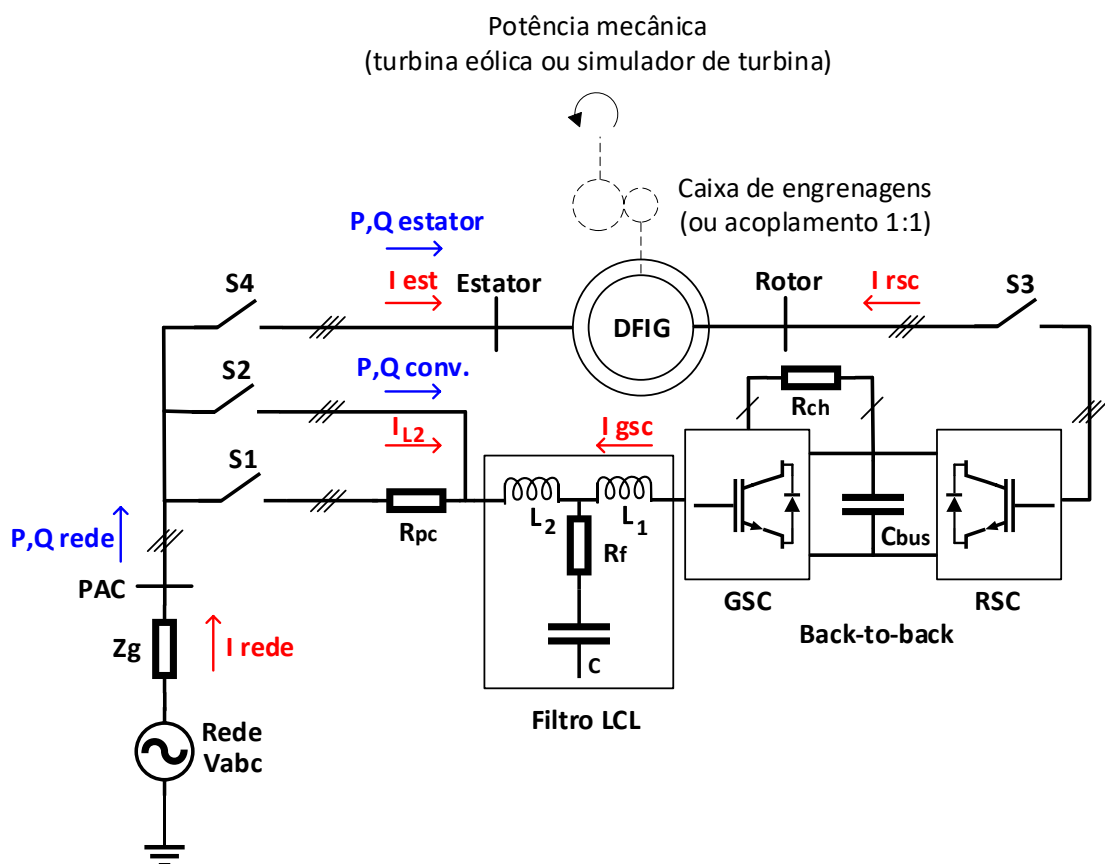 Potência mecânica
(turbina eólica ou simulador de turbina)
Caixa de engrenagens
(ou acoplamento 1:1)
P,Q estator
I est
Estator
S4
DFIG
Rotor
I rsc
S3
S2
P,Q conv.
I L2
S1
Rpc
I gsc
Rch
L2
L1
Rf
C
Cbus
GSC
RSC
Back-to-back
Filtro LCL
P,Q rede
PAC
Zg
I rede
Rede
Vabc